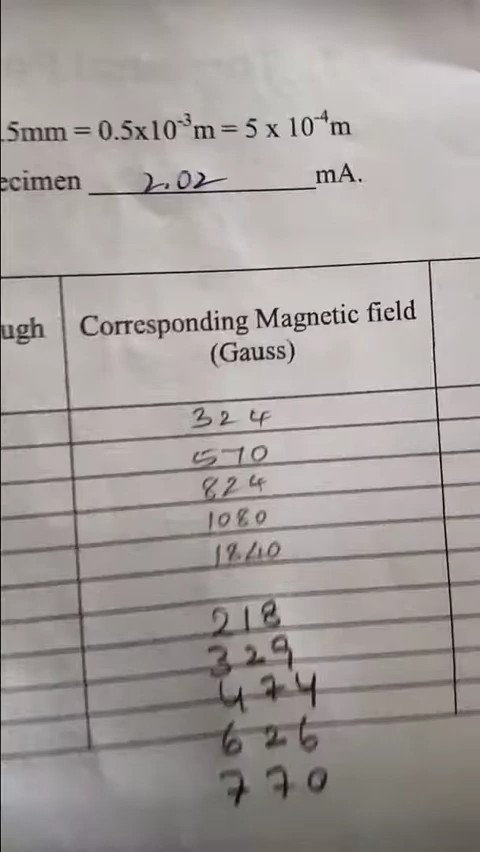 .5mm = 0.5x10⁻³m = 5 x 10⁻⁴m
ecimen 2.02 mA.
ugh
Corresponding Magnetic field
(Gauss)
324
570
824
1080
218
329
474
626
770